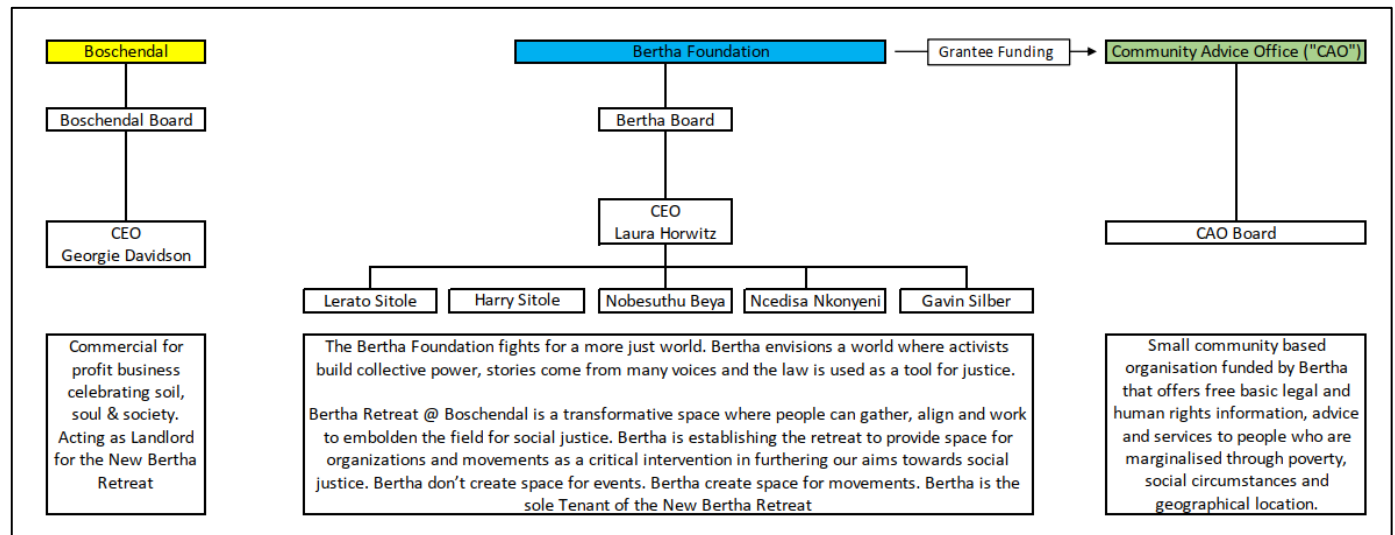 Boschendal
Bertha Foundation
Grantee Funding
Community Advice Office ("CAO")
Boschendal Board
Bertha Board
CEO
Georgie Davidson
CEO
Laura Horwitz
CAO Board
Lerato Sitole
Harry Sitole
Nobesuthu Beya
Ncedisa Nkonyeni
Gavin Silber
Commercial for
profit business
celebrating soil,
soul & society.
Acting as Landlord
for the New Bertha
Retreat
The Bertha Foundation fights for a more just world. Bertha envisions a world where activists
build collective power, stories come from many voices and the law is used as a tool for justice.
Bertha Retreat @ Boschendal is a transformative space where people can gather, align and work
to embolden the field for social justice. Bertha is establishing the retreat to provide space for
organizations and movements as a critical intervention in furthering our aims towards social
justice. Bertha don't create space for events. Bertha create space for movements. Bertha is the
sole Tenant of the New Bertha Retreat
Small community based
organisation funded by Bertha
that offers free basic legal and
human rights information, advice
and services to people who are
marginalised through poverty,
social circumstances and
geographical location.